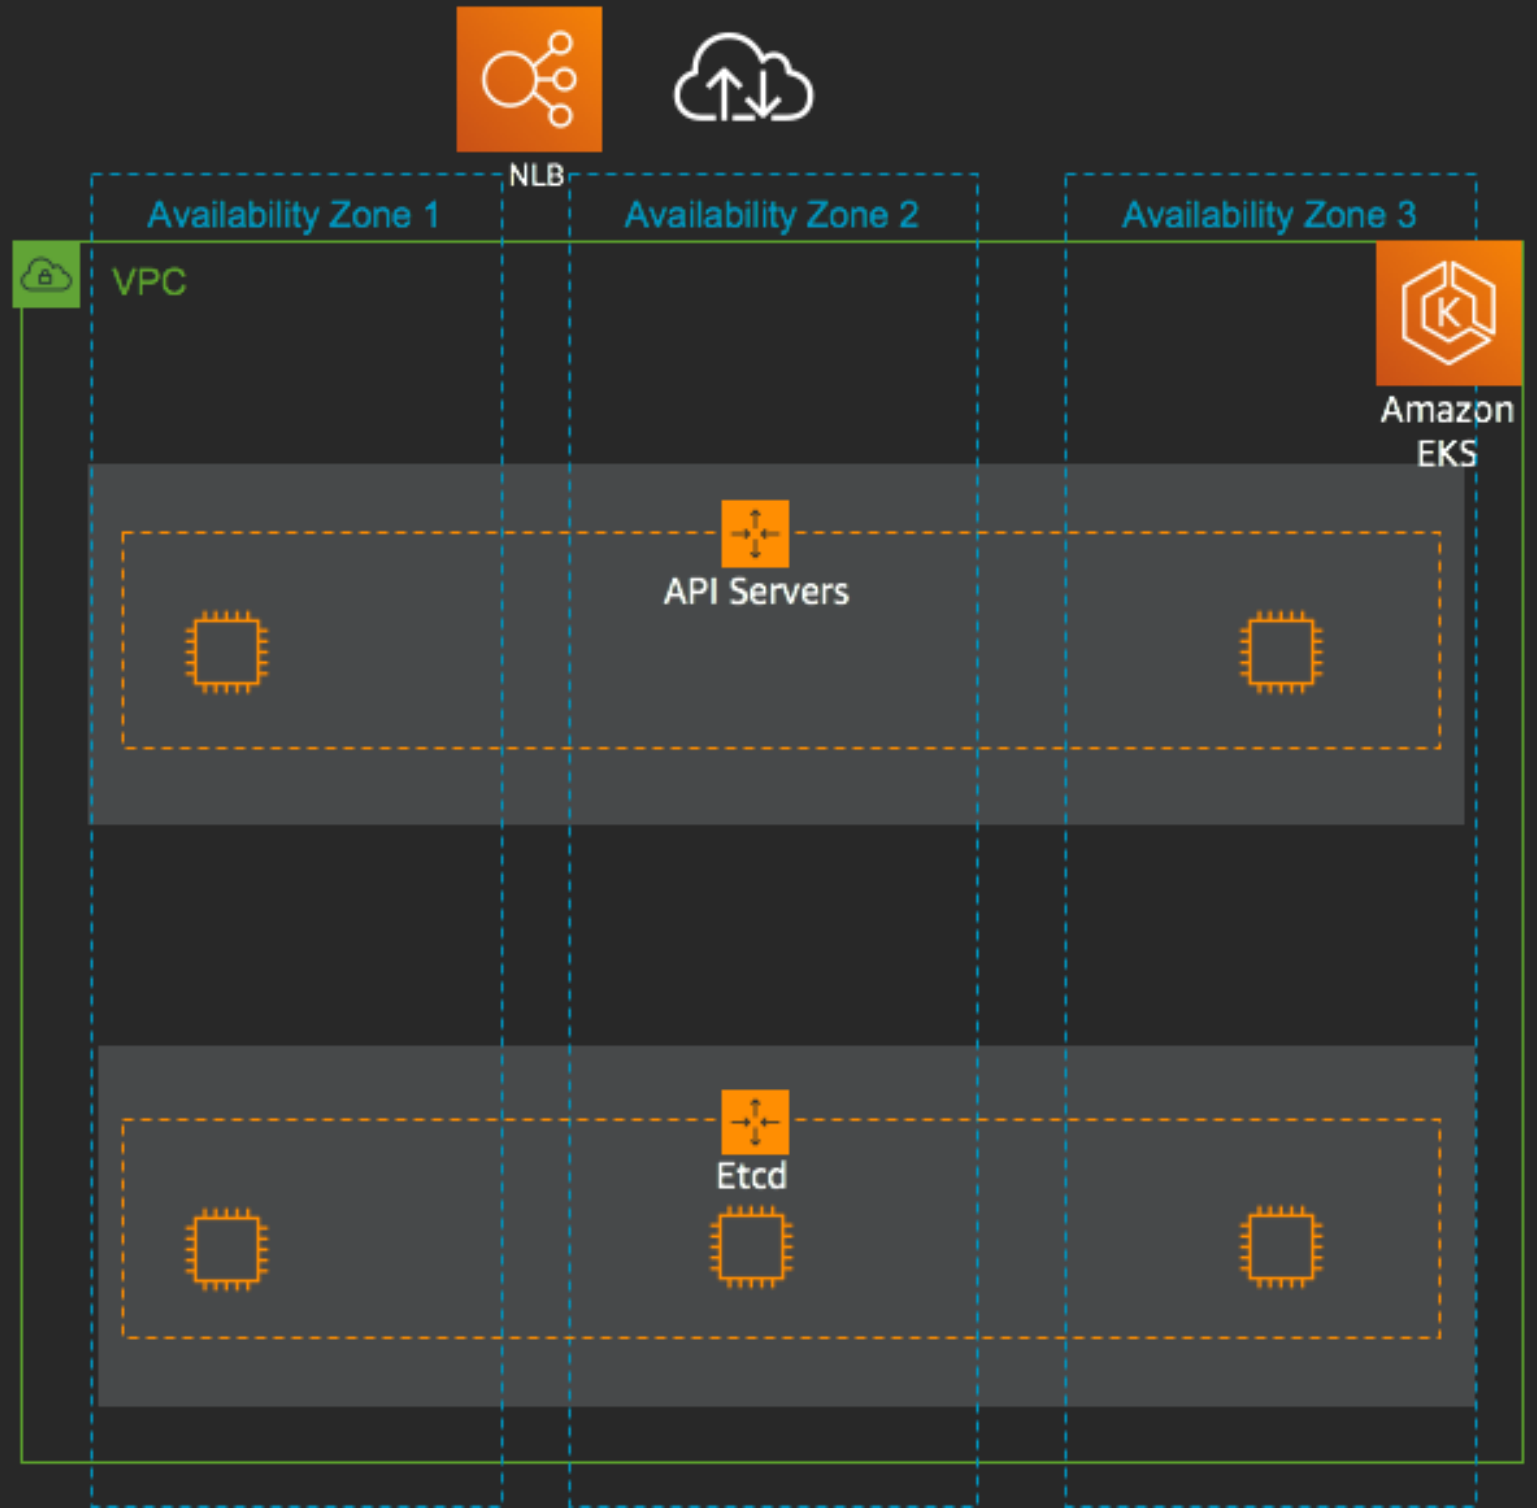 NLB
Availability Zone 1
Availability Zone 2
Availability Zone 3
VPC
K
Amazon
EKS
API Servers
Etcd